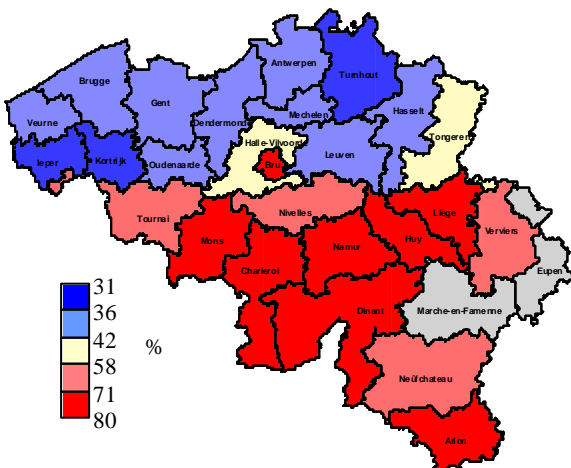 Antwerpen
Turnhout
Brugge
Gent
Hasselt
Mechelen
Veurne
Dendermonde
Tongeren
Halle-Vilvoord
Leuven
Ieper
Kortrijk
Oudenaarde
Bru
Liège
Nivelles
Tournai
Verviers
Mons
Namur
Huy
Charleroi
Eupen
Dinant
Marche-en-Famenne
Neufchateau
Arlon
31
36
42
%
58
71
80